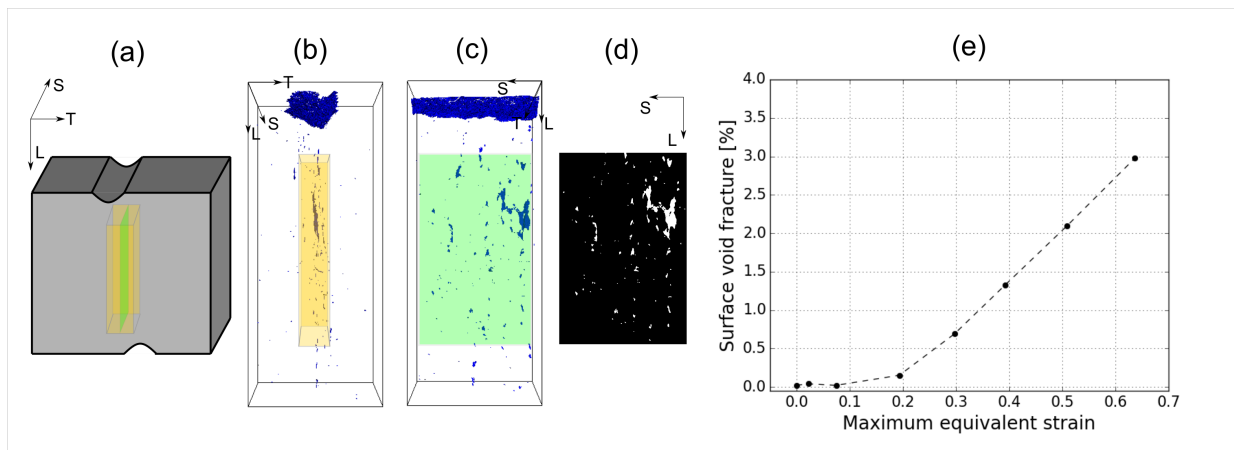 (a)
(b)
(c)
(d)
(e)
S
T
L
T
S
L
S
T
L
S
L
Surface void fracture [%]
4.0
3.5
3.0
2.5
2.0
1.5
1.0
0.5
0.0
0.0 0.1 0.2 0.3 0.4 0.5 0.6 0.7
Maximum equivalent strain